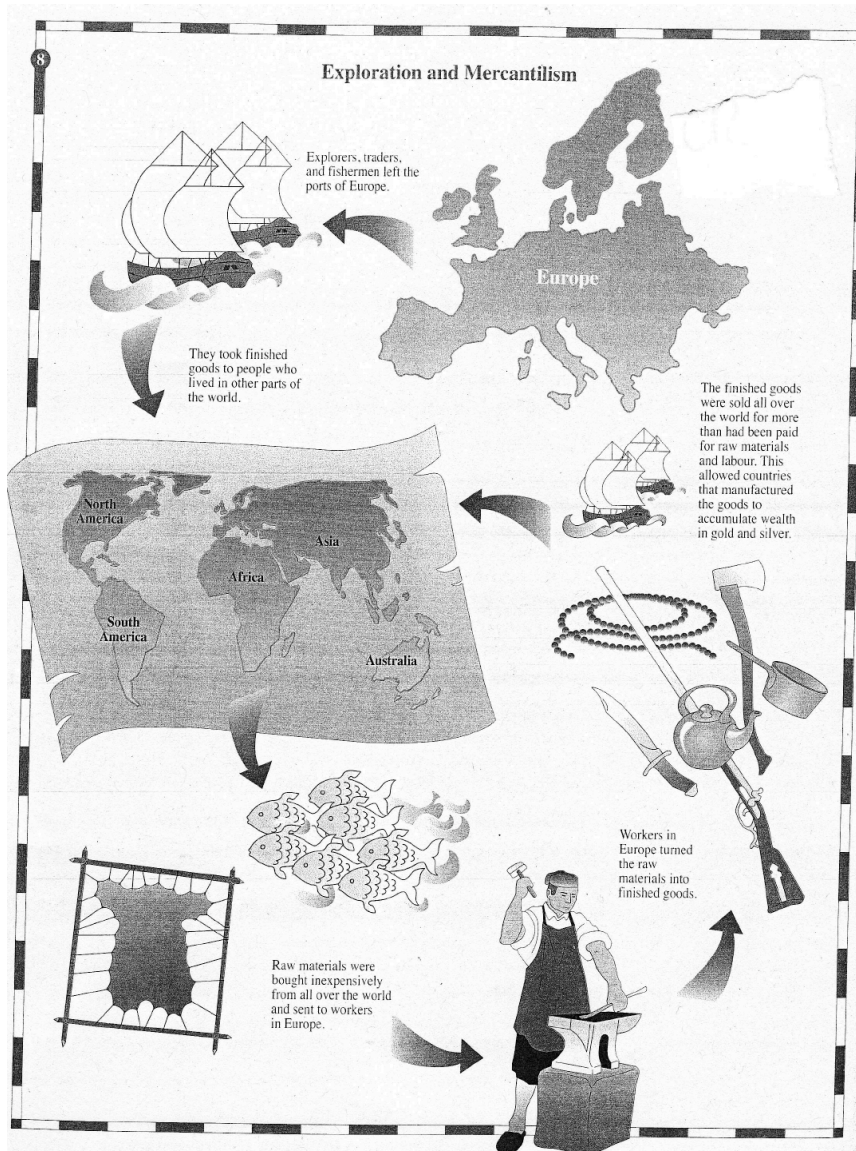 8
Exploration and Mercantilism
Explorers, traders,
and fishermen left the
ports of Europe.
Europe
They took finished
goods to people who
lived in other parts of
the world.
The finished goods
were sold all over
the world for more
than had been paid
for raw materials
and labour. This
allowed countries
that manufactured
the goods to
accumulate wealth
in gold and silver.
North
America
Asia
Africa
South
America
Australia
Workers in
Europe turned
the raw
materials into
finished goods.
Raw materials were
bought inexpensively
from all over the world
and sent to workers
in Europe.